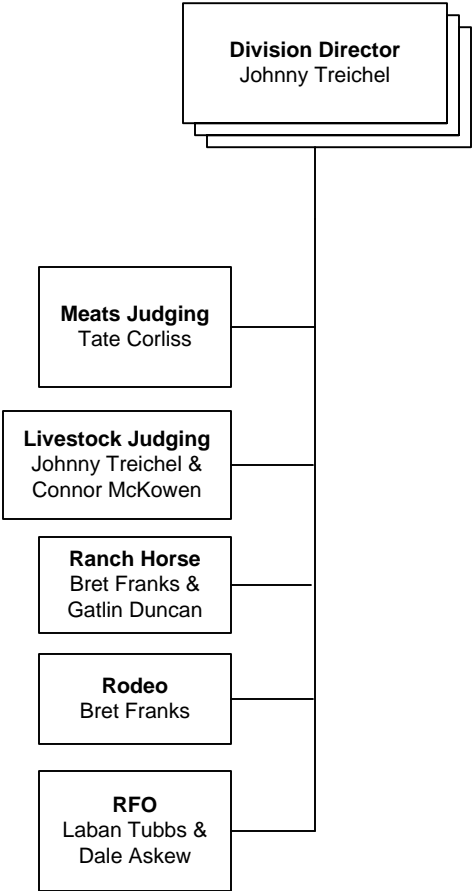 Division Director
Johnny Treichel
Meats Judging
Tate Corliss
Livestock Judging
Johnny Treichel &
Connor McKowen
Ranch Horse
Bret Franks &
Gatlin Duncan
Rodeo
Bret Franks
RFO
Laban Tubbs &
Dale Askew